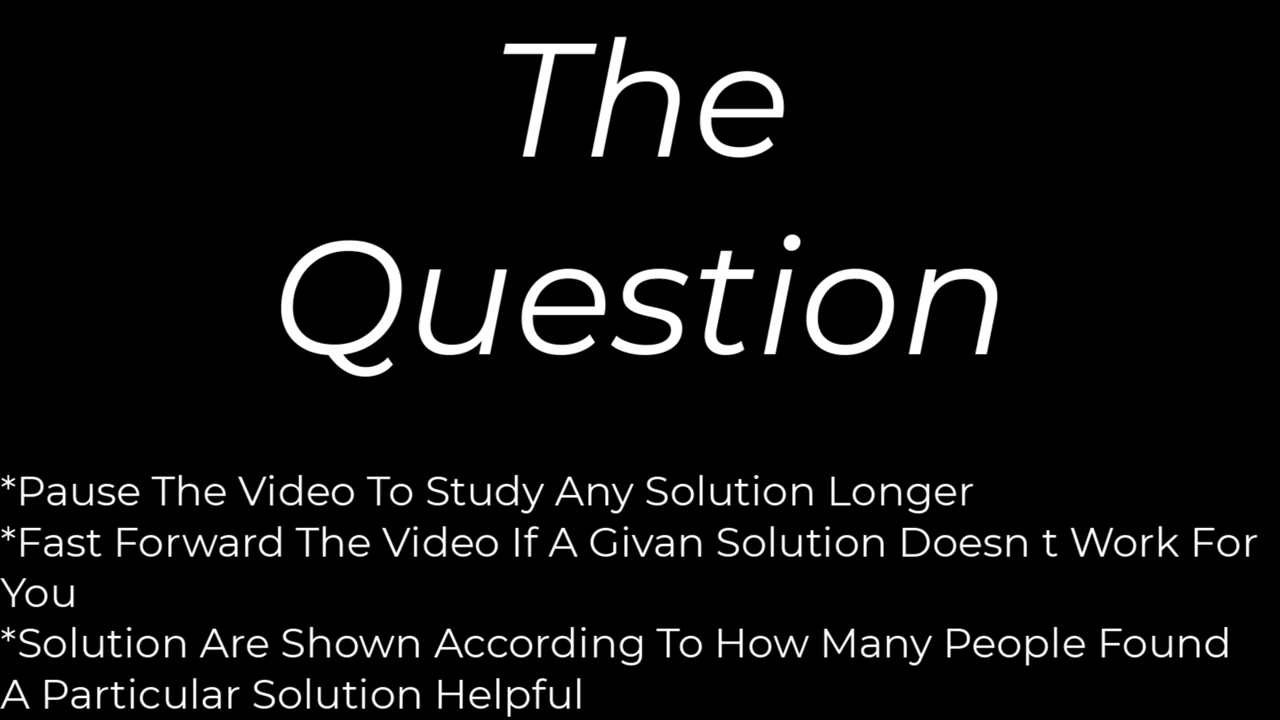 The
Question
*Pause The Video To Study Any Solution Longer
*Fast Forward The Video If A Givan Solution Doesn t Work For
You
*Solution Are Shown According To How Many People Found
A Particular Solution Helpful